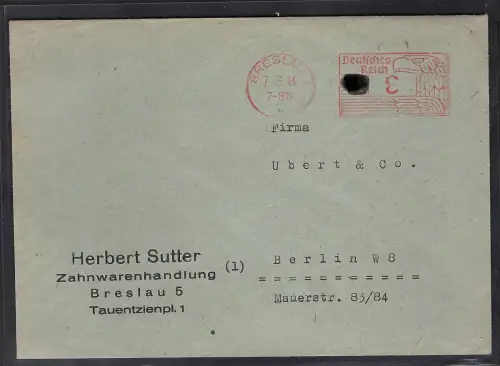 BRESLAU
7-8N
Deutsches
Reich
3
Firma
Ubert & Co.
Herbert Sutter
Zahnwarenhandlung
Breslau 5
Tauentzienpl. 1
(1)
Berlin W8
===========
Mauerstr. 83/84